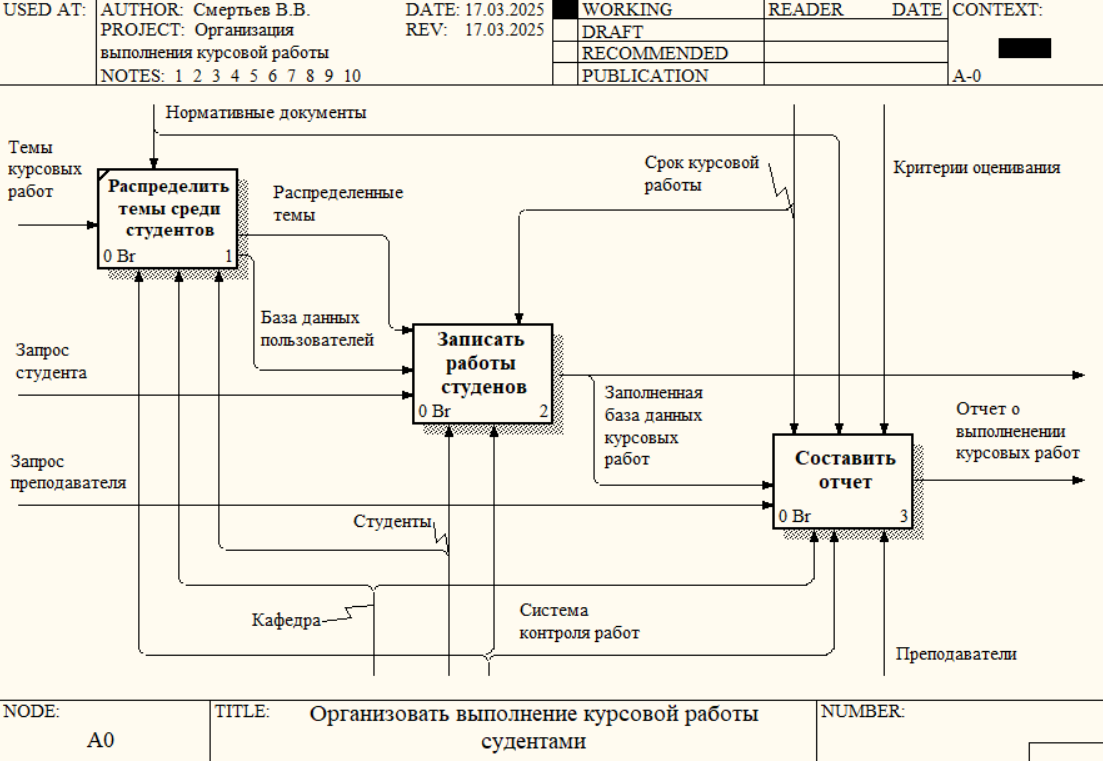 USED AT:
AUTHOR: Смертьев В.В.
DATE: 17.03.2025
PROJECT: Организация
REV: 17.03.2025
выполнения курсовой работы
NOTES: 1 2 3 4 5 6 7 8 9 10
WORKING
DRAFT
RECOMMENDED
PUBLICATION
READER DATE
CONTEXT:
A-0
Нормативные документы
Темы
курсовых
работ
Распределить
темы среди
студентов
0 Br 1
Распределенные
темы
Срок курсовой
работы
Критерии оценивания
База данных
пользователей
Запрос
студента
Записать
работы
студенов
0 Br 2
Заполненная
база данных
курсовых
работ
Отчет о
выполненении
курсовых работ
Запрос
преподавателя
Составить
отчет
0 Br 3
Студенты
Кафедра
Система
контроля работ
Преподаватели
NODE:
A0
TITLE:
Организовать выполнение курсовой работы
судентами
NUMBER: